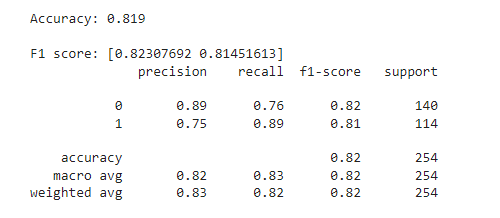 Accuracy: 0.819
F1 score: [0.82307692 0.81451613]
precision recall f1-score support
0 0.89 0.76 0.82 140
1 0.75 0.89 0.81 114
accuracy 0.82 254
macro avg 0.82 0.83 0.82 254
weighted avg 0.83 0.82 0.82 254